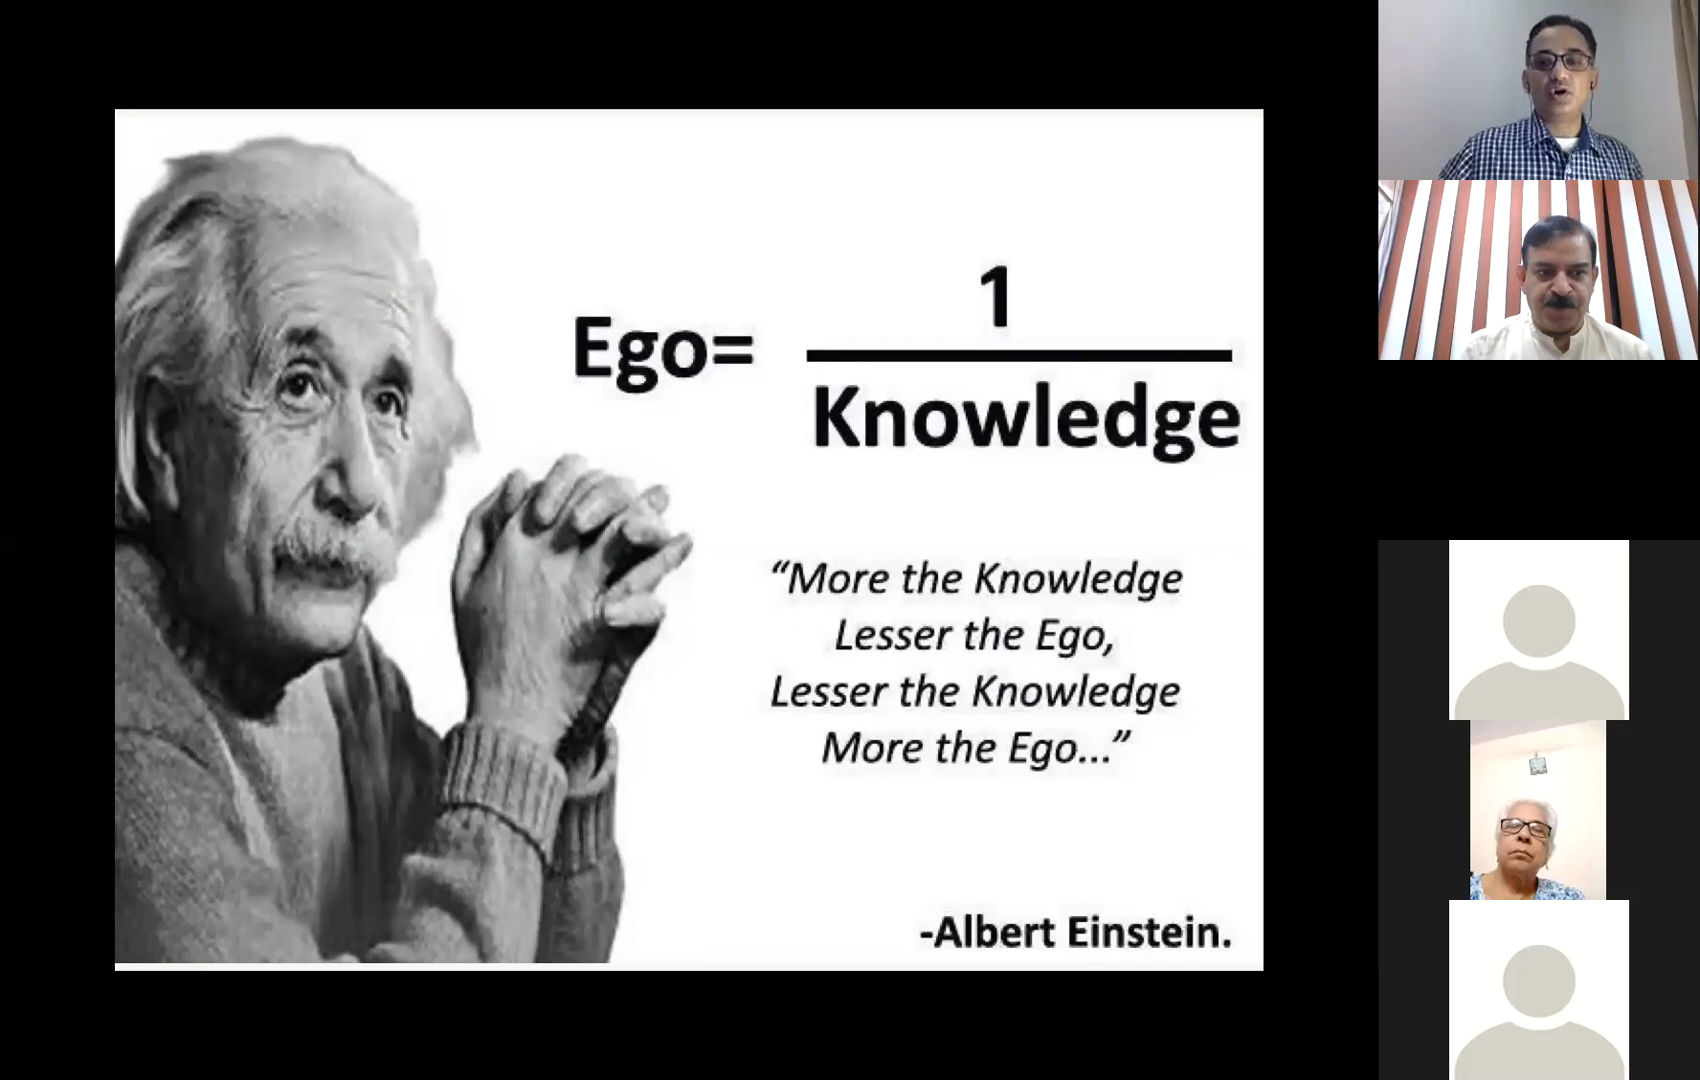 Ego=
1
Knowledge
“More the Knowledge
Lesser the Ego,
Lesser the Knowledge
More the Ego...”
-Albert Einstein.